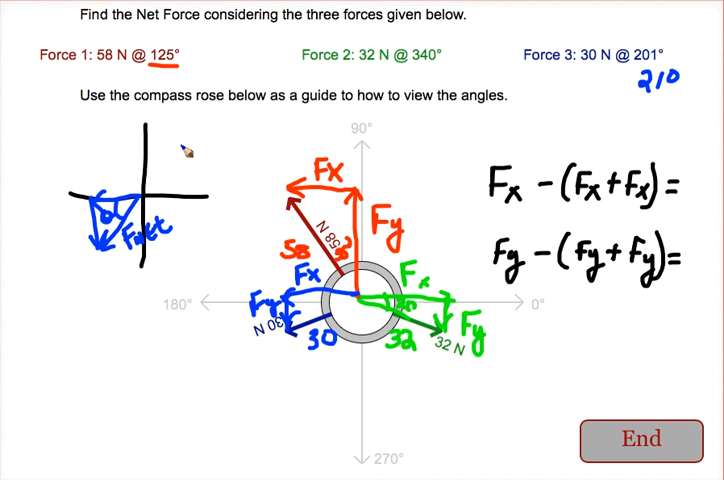 Find the Net Force considering the three forces given below.
Force 1: 58 N @ 125° Force 2: 32 N @ 340° Force 3: 30 N @ 201°
210
Use the compass rose below as a guide to how to view the angles.
90°
Fx
Fy
58 N
58
35°
Fx - (Fx + Fx) =
Fy - (Fy + Fy) =
Fnet
Fx
Fx
180°
0°
Fy
20
30 N
30
32
32 N
Fy
270°
End